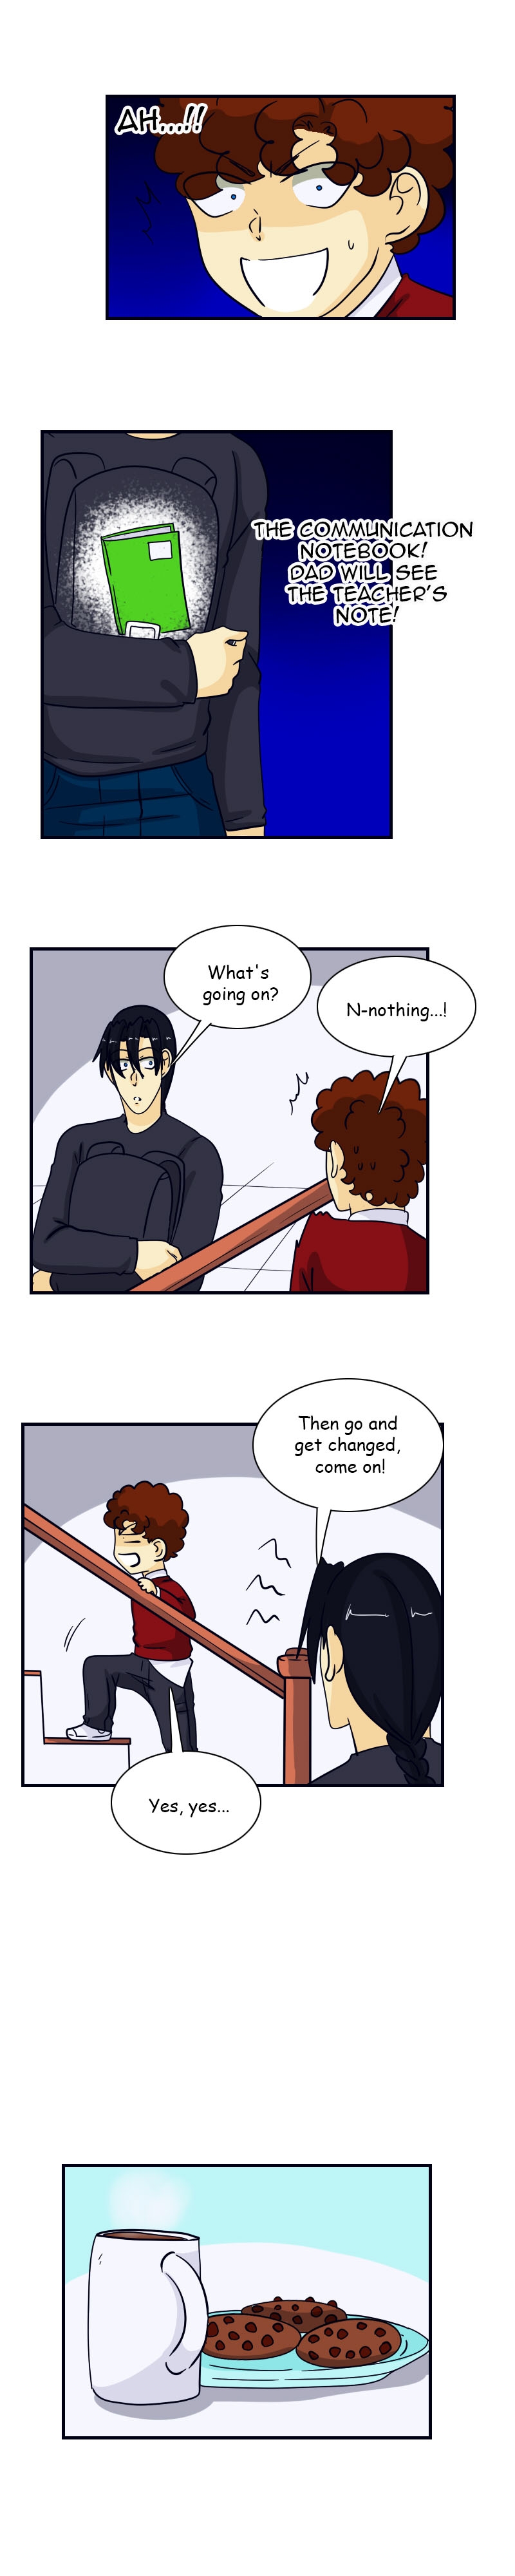 AH...!!
THE COMMUNICATION
NOTEBOOK!
DAD WILL SEE
THE TEACHER'S
NOTE!
What's
going on?
N-nothing...!
Then go and
get changed,
come on!
Yes, yes...